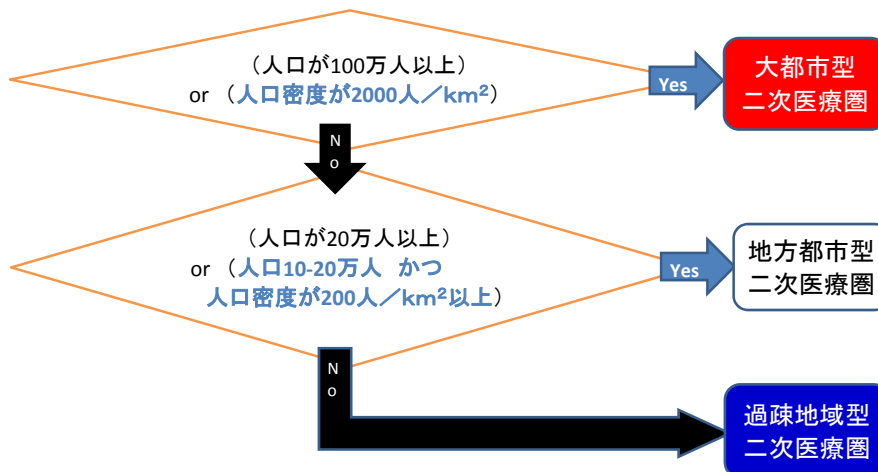 （人口が100万人以上）
or （人口密度が2000人／km²）
Yes
大都市型
二次医療圏
No
（人口が20万人以上）
or （人口10-20万人 かつ
人口密度が200人／km²以上）
Yes
地方都市型
二次医療圏
No
過疎地域型
二次医療圏